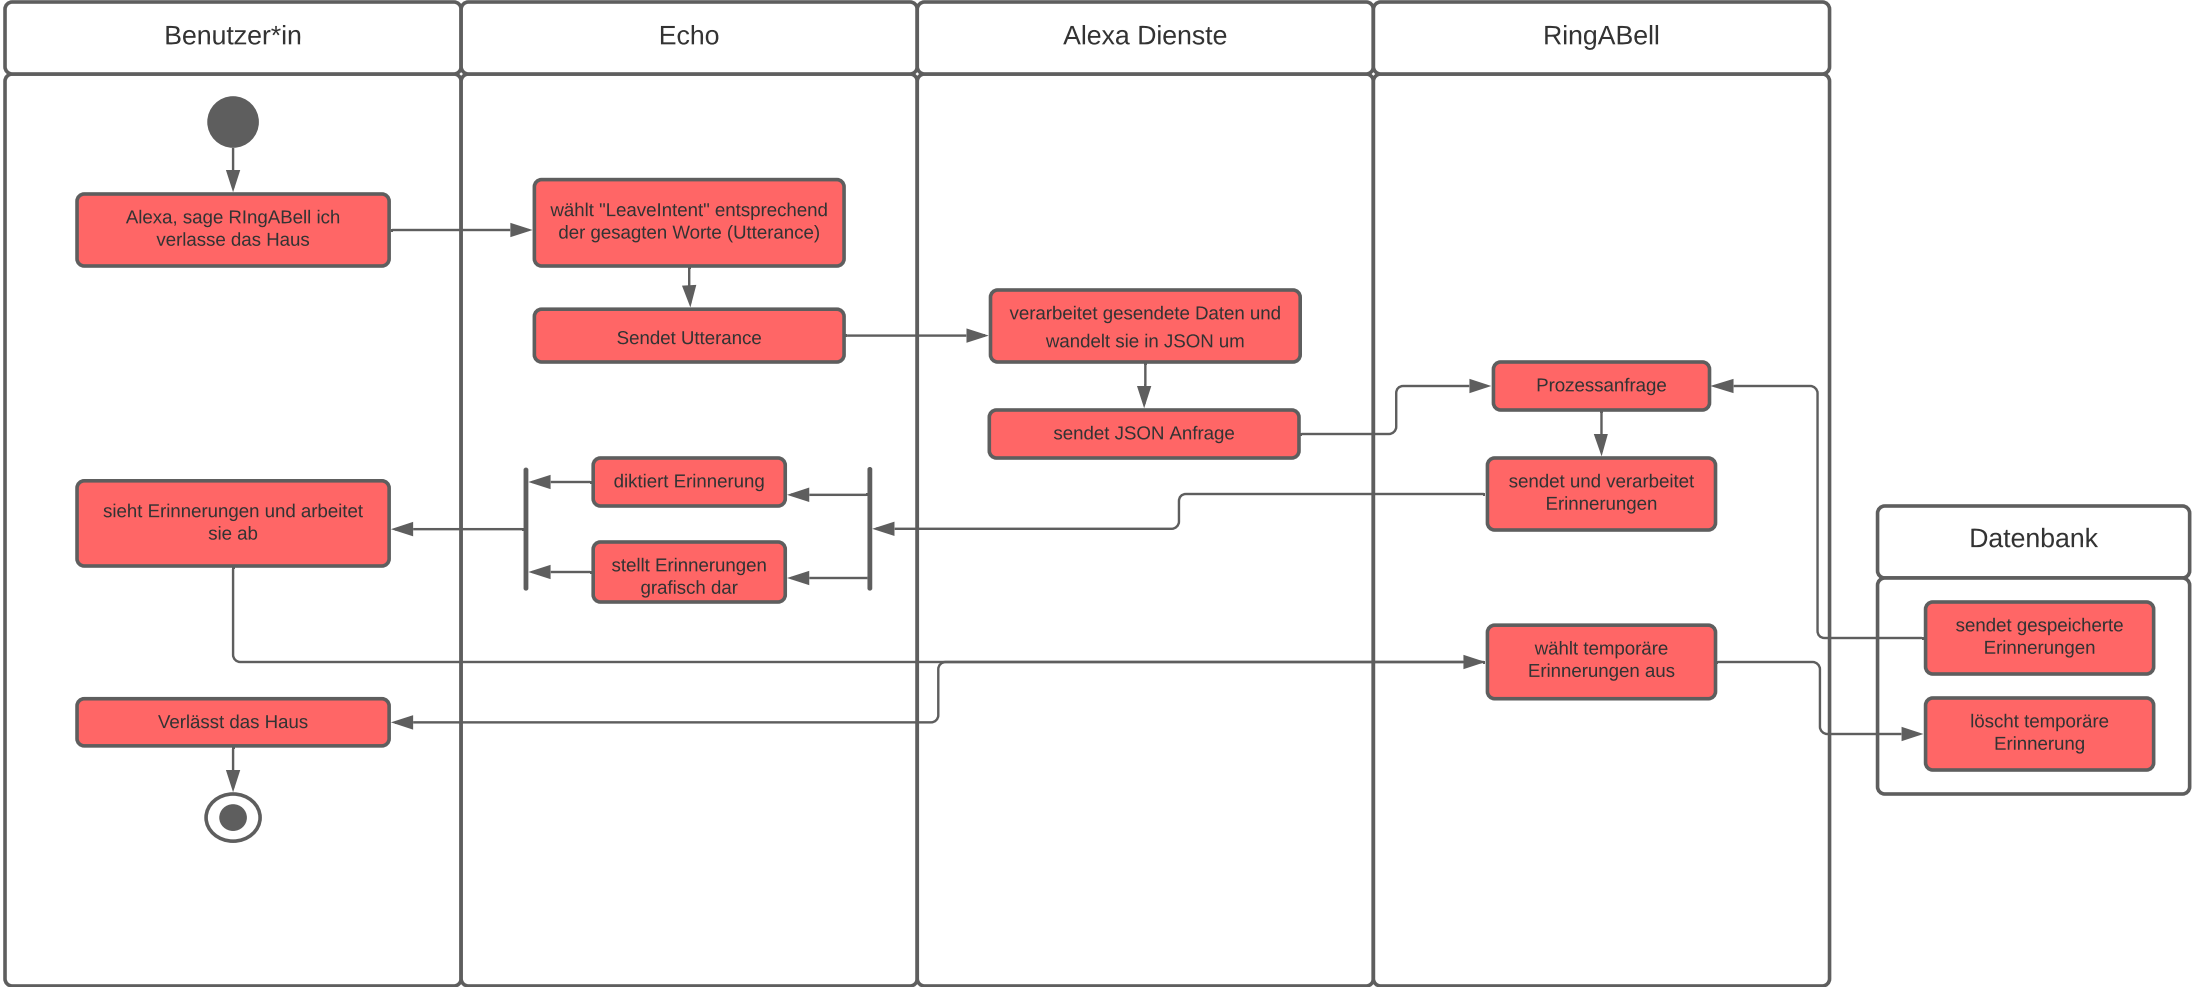 Benutzer*in
Echo
Alexa Dienste
RingABell
Alexa, sage RIngABell ich
verlasse das Haus
wählt "LeaveIntent" entsprechend
der gesagten Worte (Utterance)
Sendet Utterance
verarbeitet gesendete Daten und
wandelt sie in JSON um
sendet JSON Anfrage
Prozessanfrage
sendet und verarbeitet
Erinnerungen
diktiert Erinnerung
stellt Erinnerungen
grafisch dar
sieht Erinnerungen und arbeitet
sie ab
Datenbank
sendet gespeicherte
Erinnerungen
wählt temporäre
Erinnerungen aus
löscht temporäre
Erinnerung
Verlässt das Haus